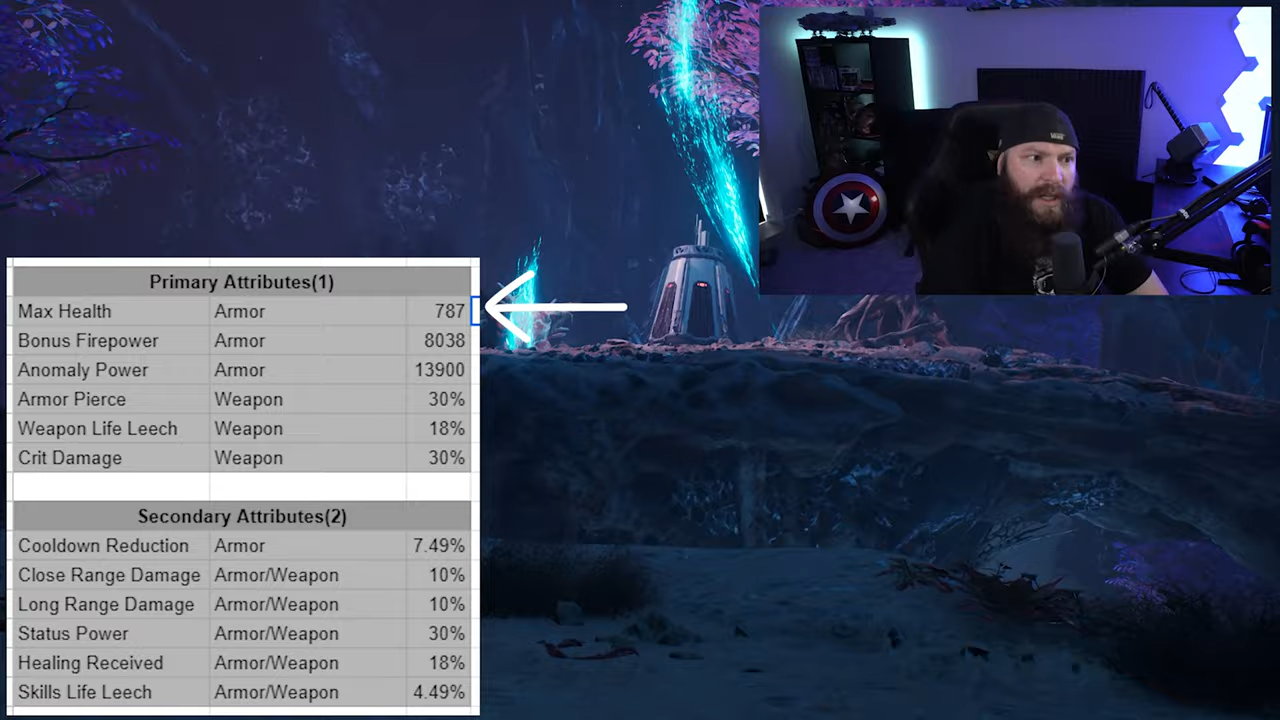 Primary Attributes(1)
Max Health Armor 787
Bonus Firepower Armor 8038
Anomaly Power Armor 13900
Armor Pierce Weapon 30%
Weapon Life Leech Weapon 18%
Crit Damage Weapon 30%
Secondary Attributes(2)
Cooldown Reduction Armor 7.49%
Close Range Damage Armor/Weapon 10%
Long Range Damage Armor/Weapon 10%
Status Power Armor/Weapon 30%
Healing Received Armor/Weapon 18%
Skills Life Leech Armor/Weapon 4.49%